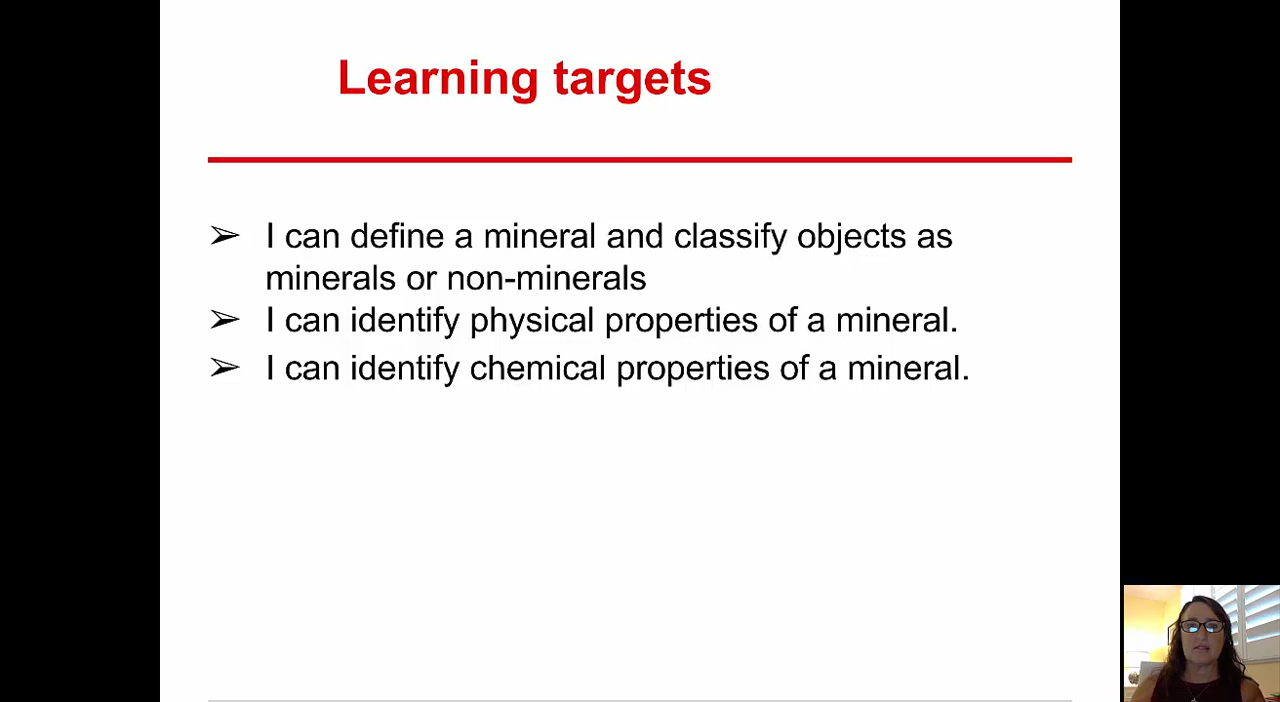 Learning targets
➢ I can define a mineral and classify objects as
minerals or non-minerals
➢ I can identify physical properties of a mineral.
➢ I can identify chemical properties of a mineral.